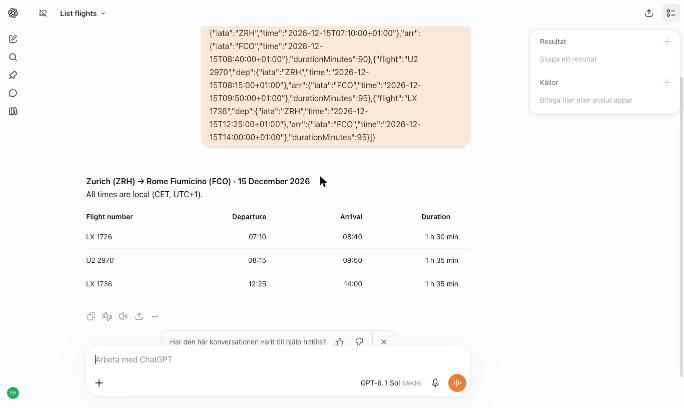 List flights
{"iata":"ZRH","time":"2026-12-15T07:10:00+01:00"},"arr":
{"iata":"FCO","time":"2026-12-
15T08:40:00+01:00"},"durationMinutes":90},{"flight":"U2
2970","dep":{"iata":"ZRH","time":"2026-12-
15T08:15:00+01:00"},"arr":{"iata":"FCO","time":"2026-12-
15T09:50:00+01:00"},"durationMinutes":95},{"flight":"LX
1736","dep":{"iata":"ZRH","time":"2026-12-
15T12:25:00+01:00"},"arr":{"iata":"FCO","time":"2026-12-
15T14:00:00+01:00"},"durationMinutes":95}]}
Resultat
Skapa ett resultat
Källor
Bifoga filer eller anslut appar
Zurich (ZRH) → Rome Fiumicino (FCO) · 15 December 2026
All times are local (CET, UTC+1).
Flight number Departure Arrival Duration
LX 1726 07:10 08:40 1 h 30 min
U2 2970 08:15 09:50 1 h 35 min
LX 1736 12:25 14:00 1 h 35 min
Har den här konversationen varit till hjälp hittills?
Arbeta med ChatGPT
GPT-6.1 Sol Medel